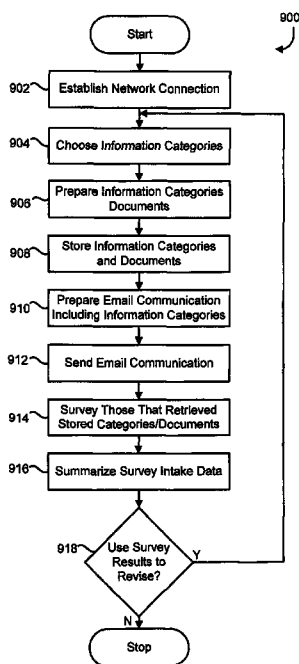 Start
900
902
Establish Network Connection
904
Choose Information Categories
906
Prepare Information Categories
Documents
908
Store Information Categories
and Documents
910
Prepare Email Communication
Including Information Categories
912
Send Email Communication
914
Survey Those That Retrieved
Stored Categories/Documents
916
Summarize Survey Intake Data
918
Use Survey
Results to
Revise?
Y
N
Stop